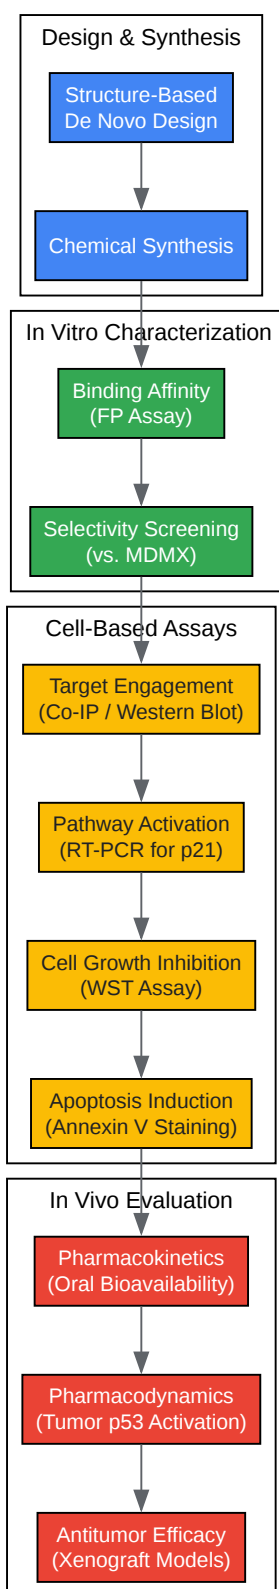 Design & Synthesis
Structure-Based
De Novo Design
Chemical Synthesis
In Vitro Characterization
Binding Affinity
(FP Assay)
Selectivity Screening
(vs. MDMX)
Cell-Based Assays
Target Engagement
(Co-IP / Western Blot)
Pathway Activation
(RT-PCR for p21)
Cell Growth Inhibition
(WST Assay)
Apoptosis Induction
(Annexin V Staining)
In Vivo Evaluation
Pharmacokinetics
(Oral Bioavailability)
Pharmacodynamics
(Tumor p53 Activation)
Antitumor Efficacy
(Xenograft Models)